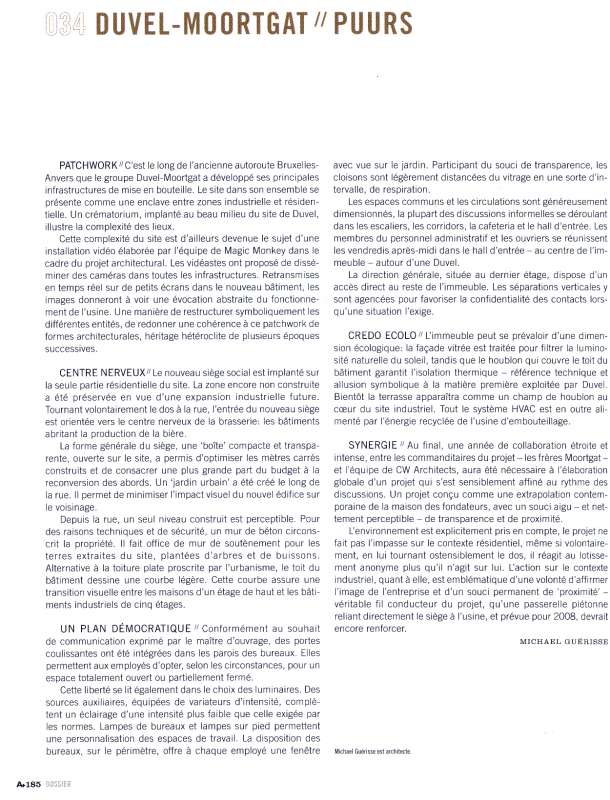 034 DUVEL-MOORTGAT // PUURS
PATCHWORK // C'est le long de l'ancienne autoroute Bruxelles-
Anvers que le groupe Duvel-Moortgat a développé ses principales
infrastructures de mise en bouteille. Le site dans son ensemble se
présente comme une enclave entre zones industrielle et résiden-
tielle. Un crématorium, implanté au beau milieu du site de Duvel,
illustre la complexité des lieux.
Cette complexité du site est d'ailleurs devenue le sujet d'une
installation vidéo élaborée par l'équipe de Magic Monkey dans le
cadre du projet architectural. Les vidéastes ont proposé de dissé-
miner des caméras dans toutes les infrastructures. Retransmises
en temps réel sur de petits écrans dans le nouveau bâtiment, les
images donneront à voir une évocation abstraite du fonctionne-
ment de l'usine. Une manière de restructurer symboliquement les
différentes entités, de redonner une cohérence à ce patchwork de
formes architecturales, héritage hétéroclite de plusieurs époques
successives.
CENTRE NERVEUX // Le nouveau siège social est implanté sur
la seule partie résidentielle du site. La zone encore non construite
a été préservée en vue d'une expansion industrielle future.
Tournant volontairement le dos à la rue, l'entrée du nouveau siège
est orientée vers le centre nerveux de la brasserie: les bâtiments
abritant la production de la bière.
La forme générale du siège, une 'boîte' compacte et transpa-
rente, ouverte sur le site, a permis d'optimiser les mètres carrés
construits et de consacrer une plus grande part du budget à la
reconversion des abords. Un 'jardin urbain' a été créé le long de
la rue. Il permet de minimiser l'impact visuel du nouvel édifice sur
le voisinage.
Depuis la rue, un seul niveau construit est perceptible. Pour
des raisons techniques et de sécurité, un mur de béton circons-
crit la propriété. Il fait office de mur de soutènement pour les
terres extraites du site, plantées d'arbres et de buissons.
Alternative à la toiture plate proscrite par l'urbanisme, le toit du
bâtiment dessine une courbe légère. Cette courbe assure une
transition visuelle entre les maisons d'un étage de haut et les bâti-
ments industriels de cinq étages.
UN PLAN DÉMOCRATIQUE // Conformément au souhait
de communication exprimé par le maître d'ouvrage, des portes
coulissantes ont été intégrées dans les parois des bureaux. Elles
permettent aux employés d'opter, selon les circonstances, pour un
espace totalement ouvert ou partiellement fermé.
Cette liberté se lit également dans le choix des luminaires. Des
sources auxiliaires, équipées de variateurs d'intensité, complè-
tent un éclairage d'une intensité plus faible que celle exigée par
les normes. Lampes de bureaux et lampes sur pied permettent
une personnalisation des espaces de travail. La disposition des
bureaux, sur le périmètre, offre à chaque employé une fenêtre
avec vue sur le jardin. Participant du souci de transparence, les
cloisons sont légèrement distancées du vitrage en une sorte d'in-
tervalle, de respiration.
Les espaces communs et les circulations sont généreusement
dimensionnés, la plupart des discussions informelles se déroulant
dans les escaliers, les corridors, la cafeteria et le hall d'entrée. Les
membres du personnel administratif et les ouvriers se réunissent
les vendredis après-midi dans le hall d'entrée – au centre de l'im-
meuble – autour d'une Duvel.
La direction générale, située au dernier étage, dispose d'un
accès direct au reste de l'immeuble. Les séparations verticales y
sont agencées pour favoriser la confidentialité des contacts lors-
qu'une situation l'exige.
CREDO ECOLO // L'immeuble peut se prévaloir d'une dimen-
sion écologique: la façade vitrée est traitée pour filtrer la lumino-
sité naturelle du soleil, tandis que le houblon qui couvre le toit du
bâtiment garantit l'isolation thermique – référence technique et
allusion symbolique à la matière première exploitée par Duvel.
Bientôt la terrasse apparaîtra comme un champ de houblon au
cœur du site industriel. Tout le système HVAC est en outre ali-
menté par l'énergie recyclée de l'usine d'embouteillage.
SYNERGIE // Au final, une année de collaboration étroite et
intense, entre les commanditaires du projet – les frères Moortgat –
et l'équipe de CW Architects, aura été nécessaire à l'élaboration
globale d'un projet qui s'est sensiblement affiné au rythme des
discussions. Un projet conçu comme une extrapolation contem-
poraine de la maison des fondateurs, avec un souci aigu – et net-
tement perceptible – de transparence et de proximité.
L'environnement est explicitement pris en compte, le projet ne
fait pas l'impasse sur le contexte résidentiel, même si volontaire-
ment, en lui tournant ostensiblement le dos, il réagit au lotisse-
ment anonyme plus qu'il n'agit sur lui. L'action sur le contexte
industriel, quant à elle, est emblématique d'une volonté d'affirmer
l'image de l'entreprise et d'un souci permanent de 'proximité' –
véritable fil conducteur du projet, qu'une passerelle piétonne
reliant directement le siège à l'usine, et prévue pour 2008, devrait
encore renforcer.
MICHAEL GUÉRISSE
Michael Guérisse est architecte.
A+185 DOSSIER